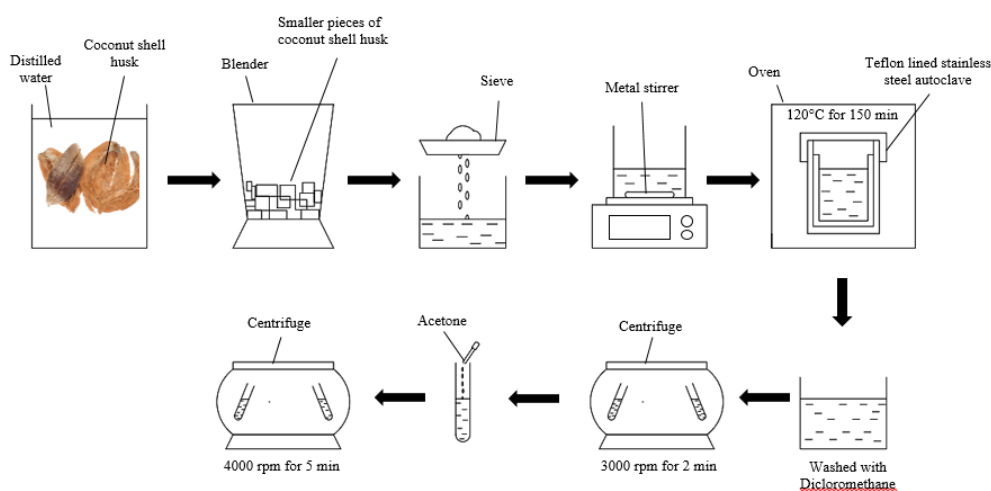 Distilled
water
Coconut shell
husk
Blender
Smaller pieces of
coconut shell husk
Sieve
Metal stirrer
Oven
Teflon lined stainless
steel autoclave
120°C for 150 min
Centrifuge
4000 rpm for 5 min
Acetone
Centrifuge
3000 rpm for 2 min
Washed with
Dicloromethane